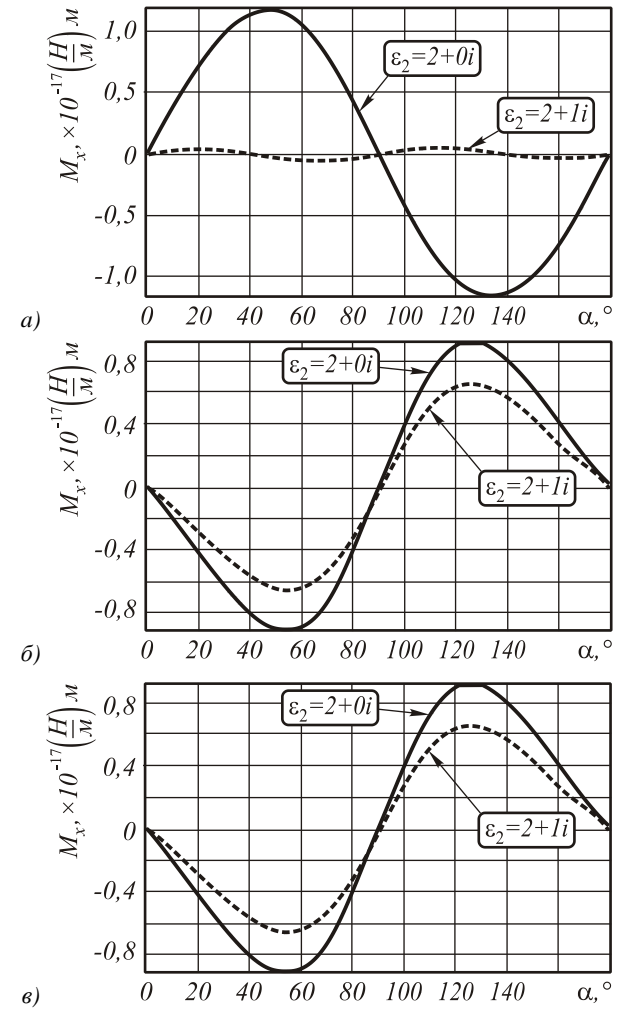 а)
M_x, ×10^-17 (Н/м) м
1,0
0,5
0
-0,5
-1,0
ε₂=2+0i
ε₂=2+1i
0 20 40 60 80 100 120 140 α,°
б)
M_x, ×10^-17 (Н/м) м
0,8
0,4
0
-0,4
-0,8
ε₂=2+0i
ε₂=2+1i
0 20 40 60 80 100 120 140 α,°
в)
M_x, ×10^-17 (Н/м) м
0,8
0,4
0
-0,4
-0,8
ε₂=2+0i
ε₂=2+1i
0 20 40 60 80 100 120 140 α,°